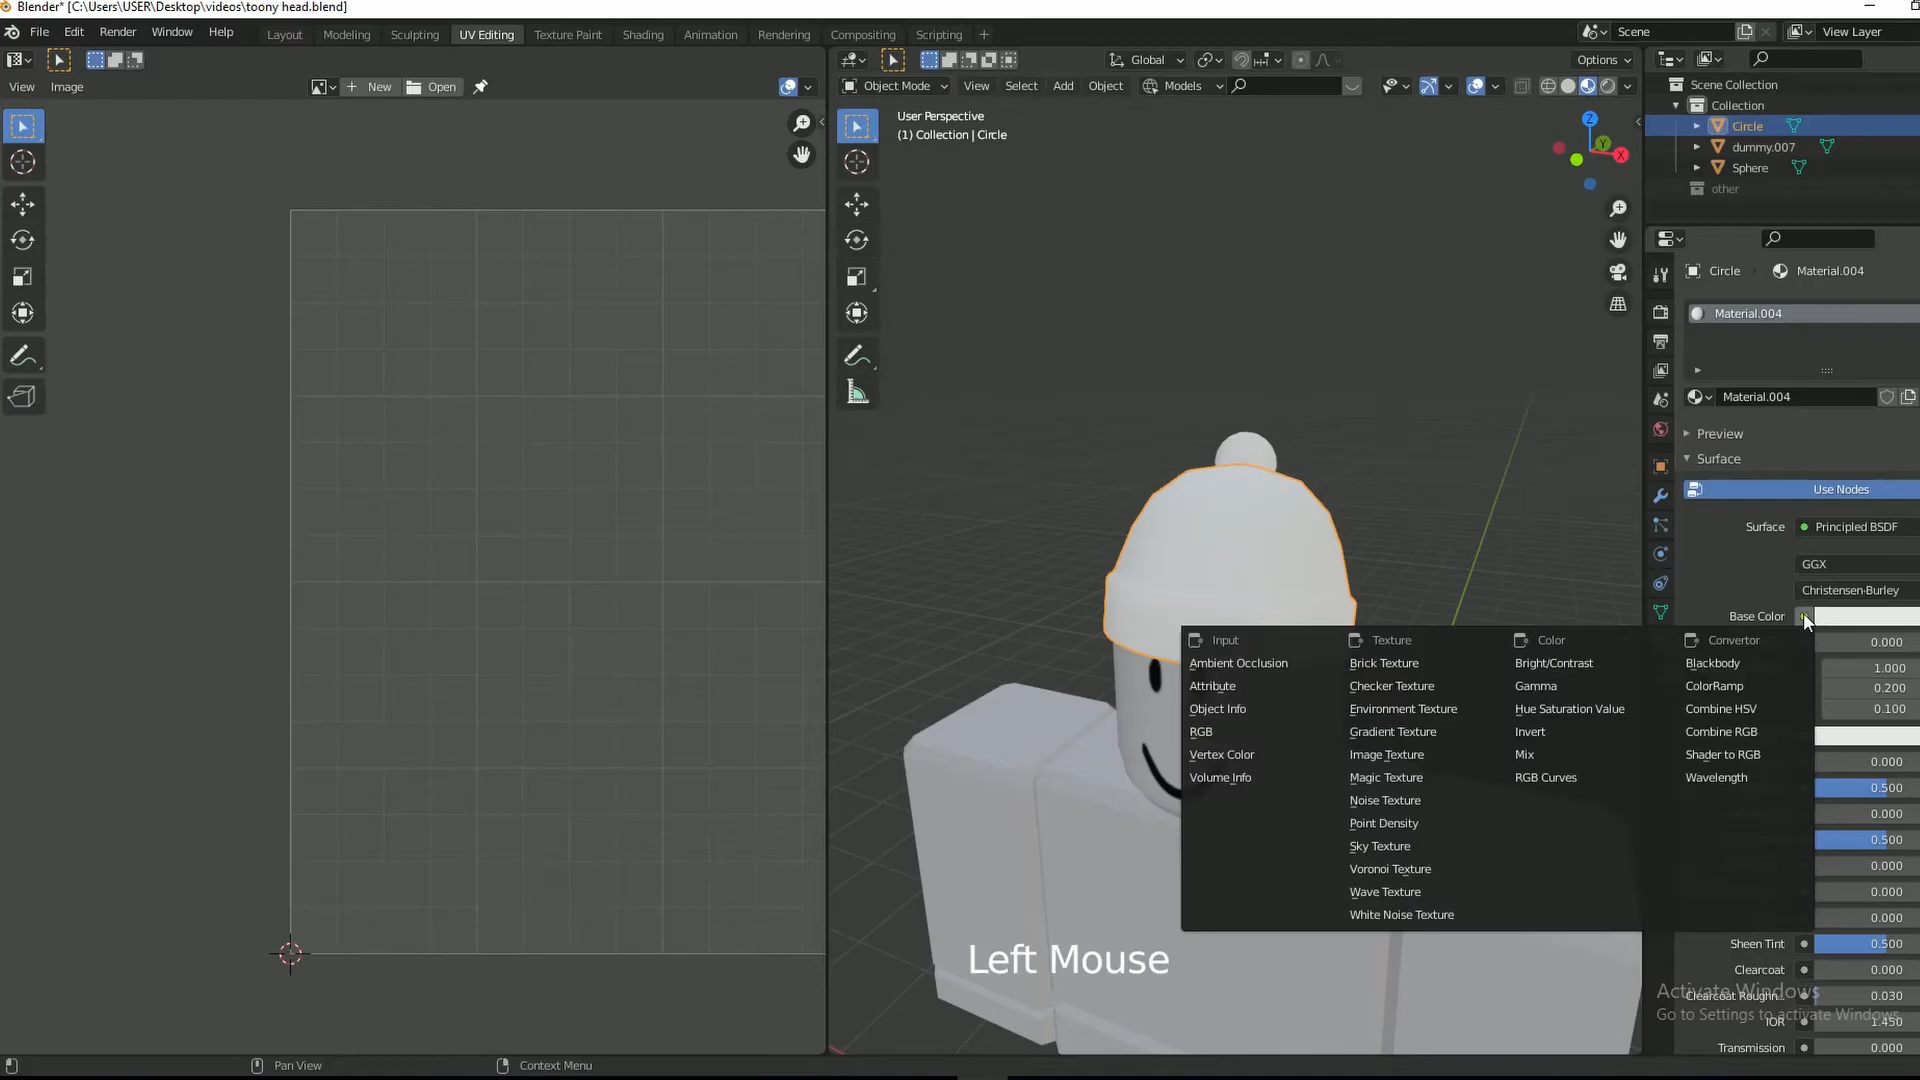 Blender* [C:\Users\USER\Desktop\videos\toony head.blend]
File Edit Render Window Help
Layout Modeling Sculpting UV Editing Texture Paint Shading Animation Rendering Compositing Scripting
Scene
View Layer
Global
Options
View Image
New
Open
Object Mode
View Select Add Object
Models
User Perspective
(1) Collection | Circle
Z
Y
X
Scene Collection
Collection
Circle
dummy.007
Sphere
other
Circle
Material.004
Material.004
Material.004
Preview
Surface
Use Nodes
Surface
Principled BSDF
GGX
Christensen-Burley
Base Color
0.000
1.000
0.200
0.100
0.000
0.500
0.000
0.500
0.000
0.000
0.000
Sheen Tint
0.500
Clearcoat
0.000
Clearcoat Roughn...
0.030
IOR
1.450
Transmission
0.000
Input
Ambient Occlusion
Attribute
Object Info
RGB
Vertex Color
Volume Info
Texture
Brick Texture
Checker Texture
Environment Texture
Gradient Texture
Image Texture
Magic Texture
Noise Texture
Point Density
Sky Texture
Voronoi Texture
Wave Texture
White Noise Texture
Color
Bright/Contrast
Gamma
Hue Saturation Value
Invert
Mix
RGB Curves
Convertor
Blackbody
ColorRamp
Combine HSV
Combine RGB
Shader to RGB
Wavelength
Left Mouse
Activate Windows
Go to Settings to activate Windows.
Pan View
Context Menu